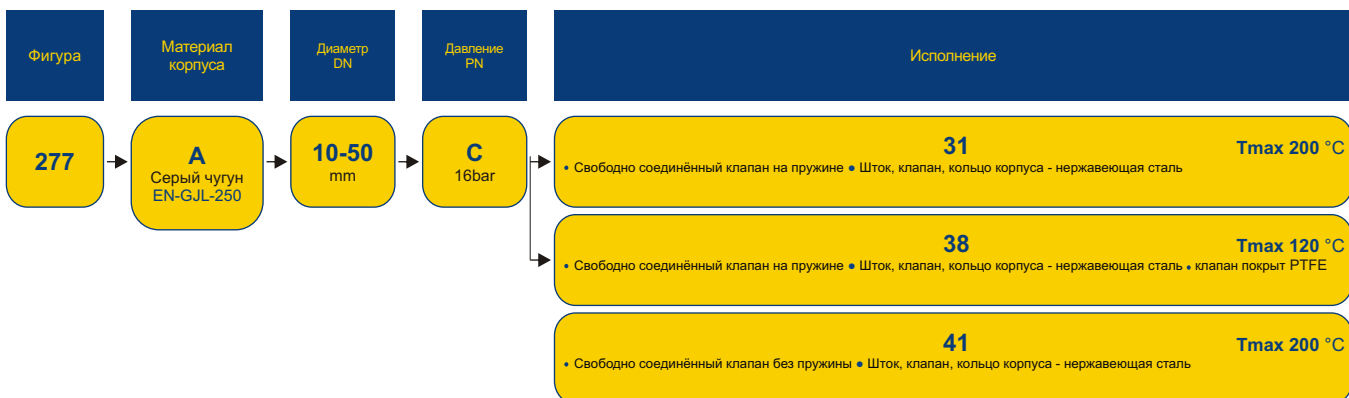 Фигура
Материал
корпуса
Диаметр
DN
Давление
PN
Исполнение
277
A
Серый чугун
EN-GJL-250
10-50
mm
C
16bar
31 Tmax 200 °C
• Свободно соединённый клапан на пружине ● Шток, клапан, кольцо корпуса - нержавеющая сталь
38 Tmax 120 °C
• Свободно соединённый клапан на пружине ● Шток, клапан, кольцо корпуса - нержавеющая сталь • клапан покрыт PTFE
41 Tmax 200 °C
• Свободно соединённый клапан без пружины ● Шток, клапан, кольцо корпуса - нержавеющая сталь